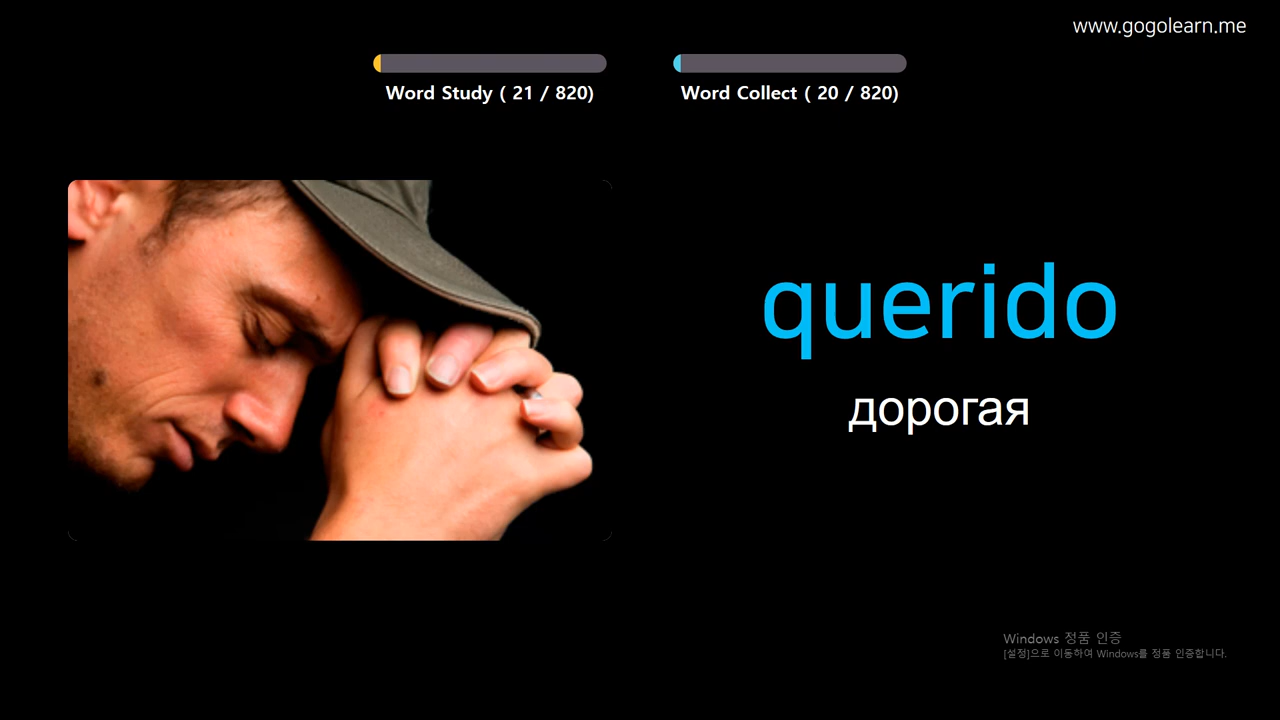 www.gogolearn.me
Word Study ( 21 / 820)
Word Collect ( 20 / 820)
querido
дорогая
Windows 정품 인증
[설정]으로 이동하여 Windows를 정품 인증합니다.